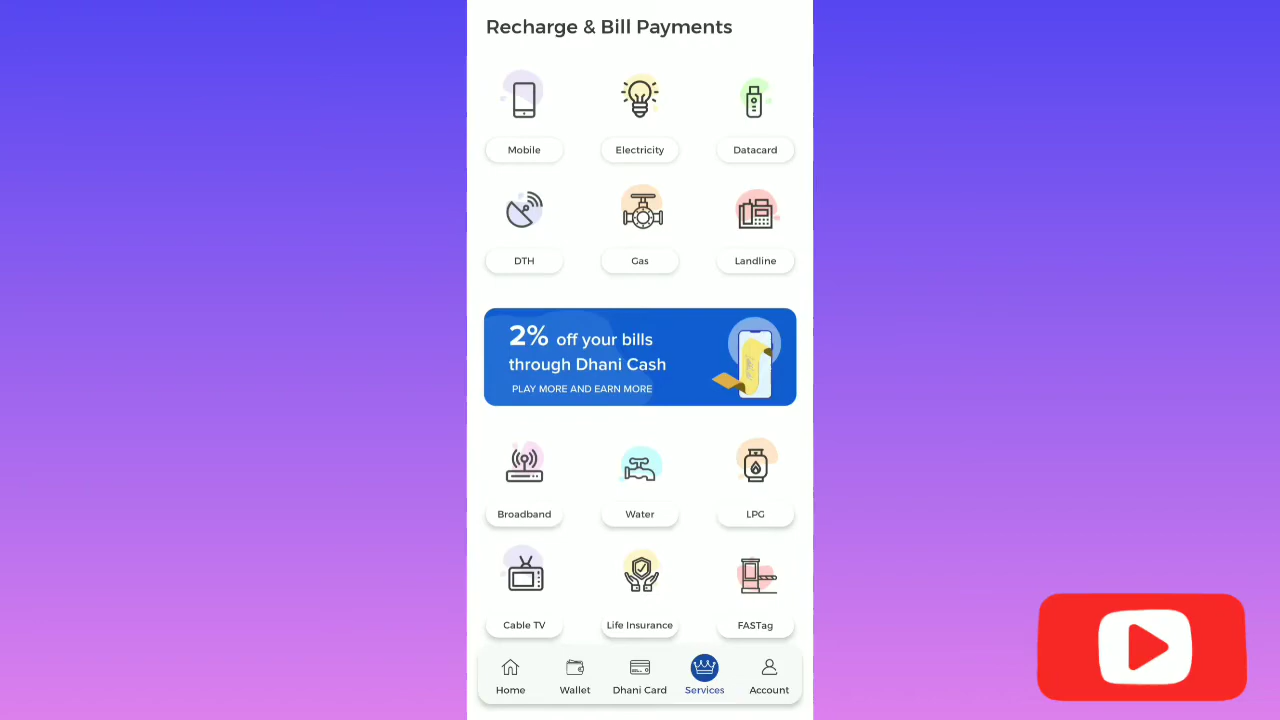 Recharge & Bill Payments
Mobile
Electricity
Datacard
DTH
Gas
Landline
2% off your bills
through Dhani Cash
PLAY MORE AND EARN MORE
Broadband
Water
LPG
Cable TV
Life Insurance
FASTag
Home
Wallet
Dhani Card
Services
Account